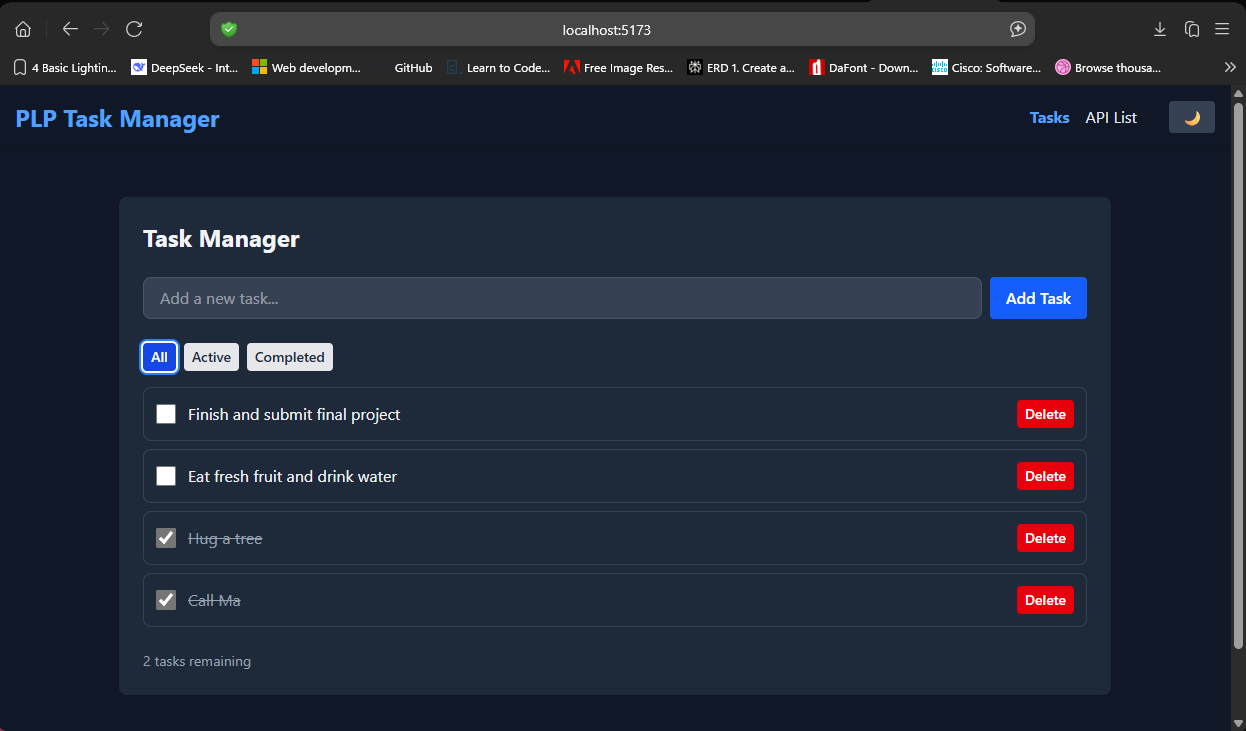 localhost:5173
4 Basic Lightin... DeepSeek - Int... Web developm... GitHub Learn to Code... Free Image Res... ERD 1. Create a... DaFont - Down... Cisco: Software... Browse thousa...
PLP Task Manager Tasks API List
Task Manager
Add a new task... Add Task
All Active Completed
Finish and submit final project Delete
Eat fresh fruit and drink water Delete
Hug a tree Delete
Call Ma Delete
2 tasks remaining